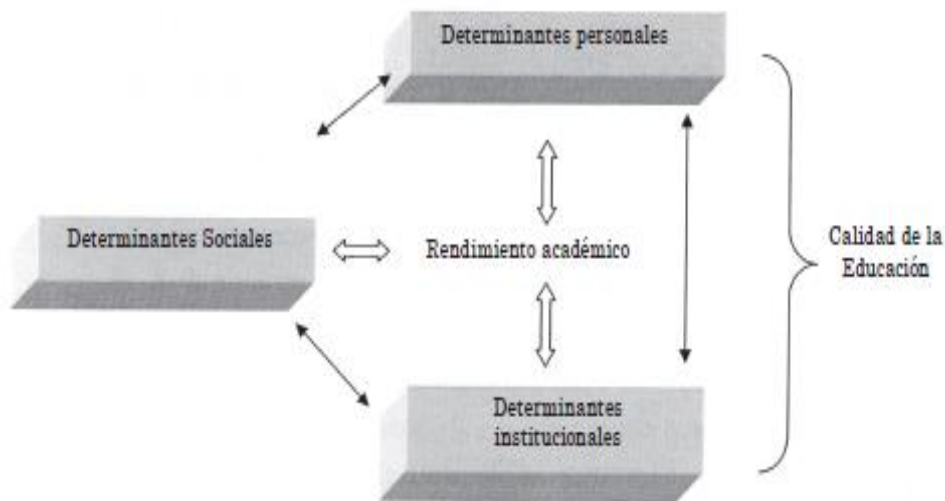 Determinantes personales
Determinantes Sociales
Rendimiento académico
Calidad de la
Educación
Determinantes
institucionales